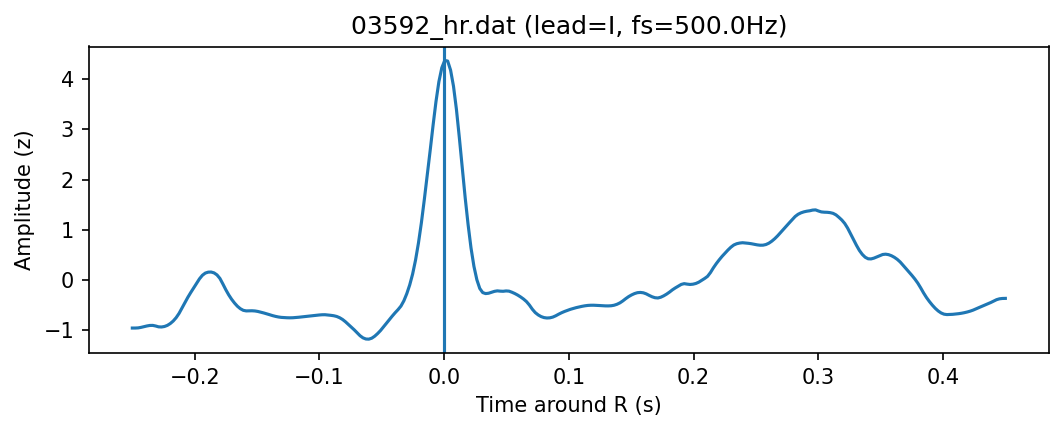 03592_hr.dat (lead=I, fs=500.0Hz)
Amplitude (z)
4
3
2
1
0
−1
−0.2 −0.1 0.0 0.1 0.2 0.3 0.4
Time around R (s)